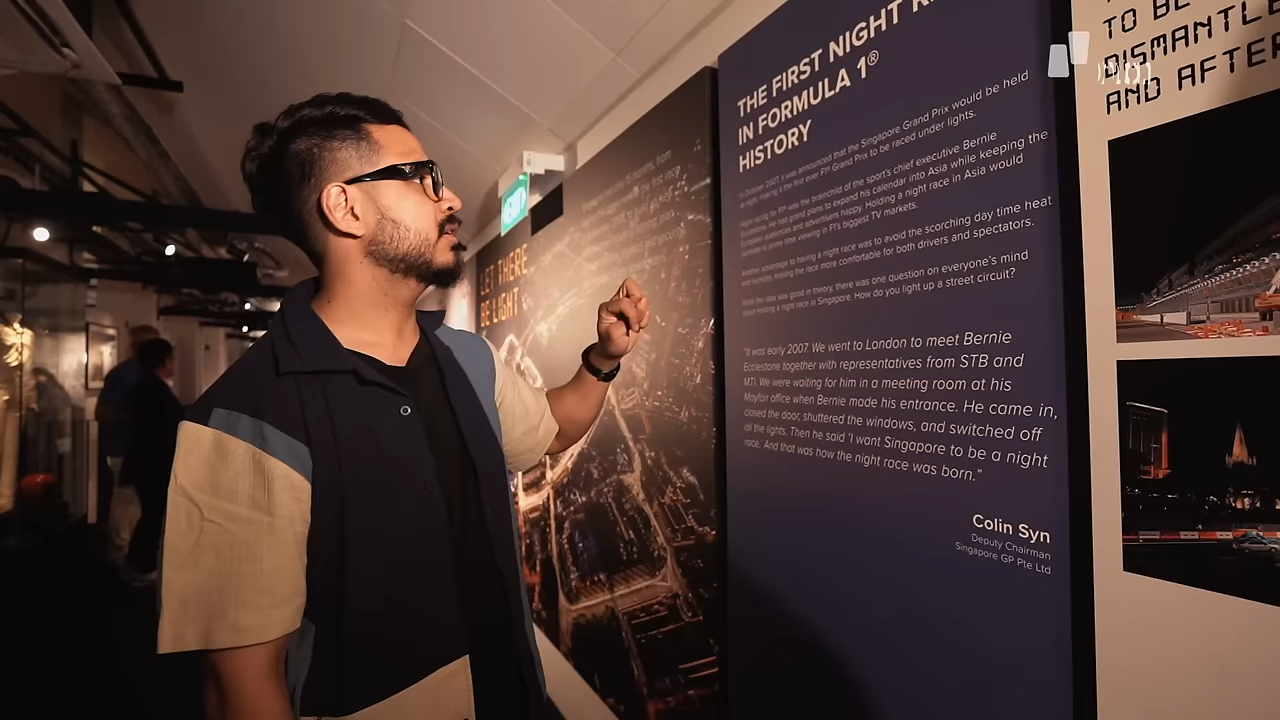 EXIT
LET THERE
BE LIGHT
THE FIRST NIGHT
IN FORMULA 1®
HISTORY
In October 2007, it was announced that the Singapore Grand Prix would be held
at night, making it the first ever F1® Grand Prix to be raced under lights.
Night racing for F1® was the brainchild of the sport's chief executive Bernie
Ecclestone. He had grand plans to expand his calendar into Asia while keeping the
European audiences and advertisers happy. Holding a night race in Asia would
prime time viewing in F1's biggest TV markets.
Another advantage to having a night race was to avoid the scorching day time heat
and humidity, making the race more comfortable for both drivers and spectators.
While the idea was good in theory, there was one question on everyone's mind
about holding a night race in Singapore. How do you light up a street circuit?
"It was early 2007. We went to London to meet Bernie
Ecclestone together with representatives from STB and
MTI. We were waiting for him in a meeting room at his
Mayfair office when Bernie made his entrance. He came in,
closed the door, shuttered the windows, and switched off
all the lights. Then he said 'I want Singapore to be a night
race.' And that was how the night race was born."
Colin Syn
Deputy Chairman
Singapore GP Pte Ltd
TO BE
DISMANTLE
AND AFTE